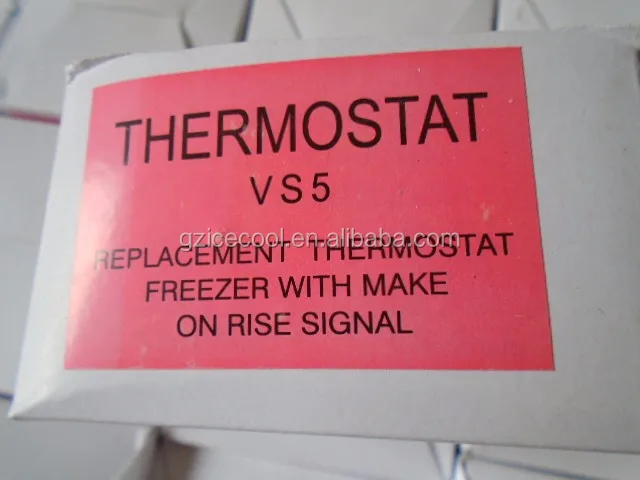 THERMOSTAT
VS5
gzicecool.en.alibaba.com
REPLACEMENT THERMOSTAT
FREEZER WITH MAKE
ON RISE SIGNAL